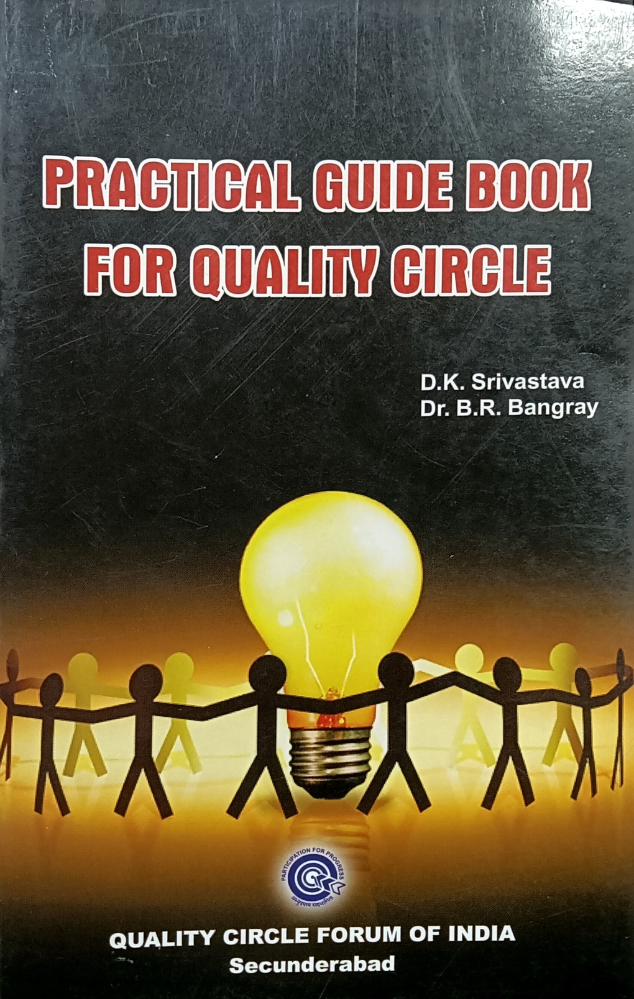 PRACTICAL GUIDE BOOK
FOR QUALITY CIRCLE
D.K. Srivastava
Dr. B.R. Bangray
PARTICIPATION FOR PROGRESS
QUALITY CIRCLE FORUM OF INDIA
Secunderabad